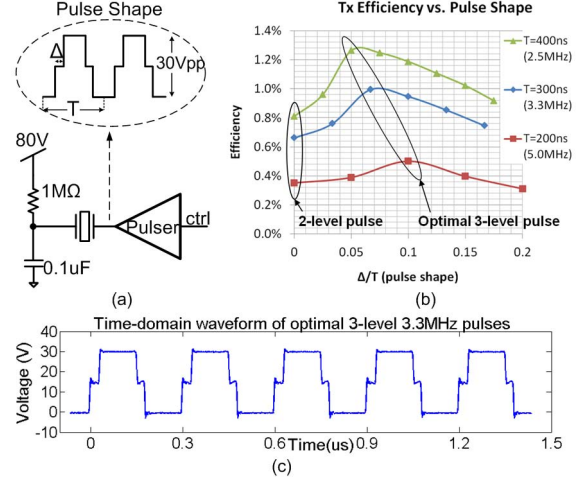 Pulse Shape
(a)
Δ
30Vpp
T
80V
1MΩ
Pulser
ctrl
0.1uF
(a)
Tx Efficiency vs. Pulse Shape
1.4%
1.2%
1.0%
0.8%
0.6%
0.4%
0.2%
0.0%
Efficiency
T=400ns
(2.5MHz)
T=300ns
(3.3MHz)
T=200ns
(5.0MHz)
2-level pulse
Optimal 3-level pulse
0
0.05
0.1
0.15
0.2
Δ/T (pulse shape)
(b)
Time-domain waveform of optimal 3-level 3.3MHz pulses
Voltage (V)
40
30
20
10
0
-10
0
0.3
0.6
Time(us)
0.9
1.2
1.5
(c)